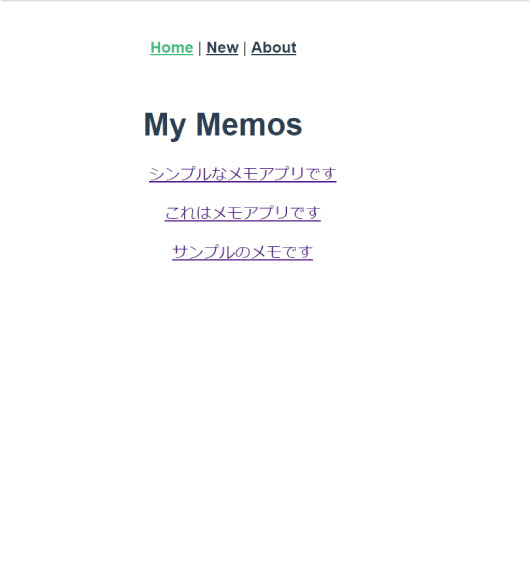 Home | New | About
My Memos
シンプルなメモアプリです
これはメモアプリです
サンプルのメモです